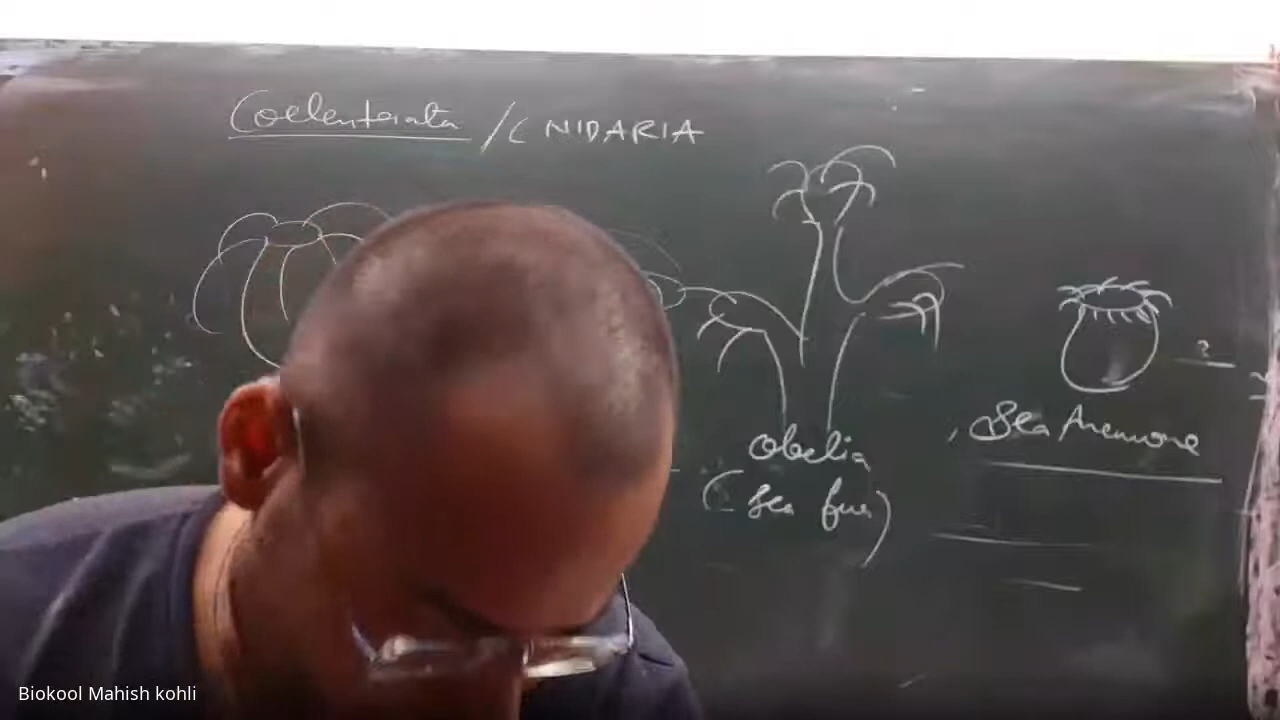 Coelenterata / CNIDARIA
?
Obelia
(Sea fur)
, Sea Anemone
Biokool Mahish kohli